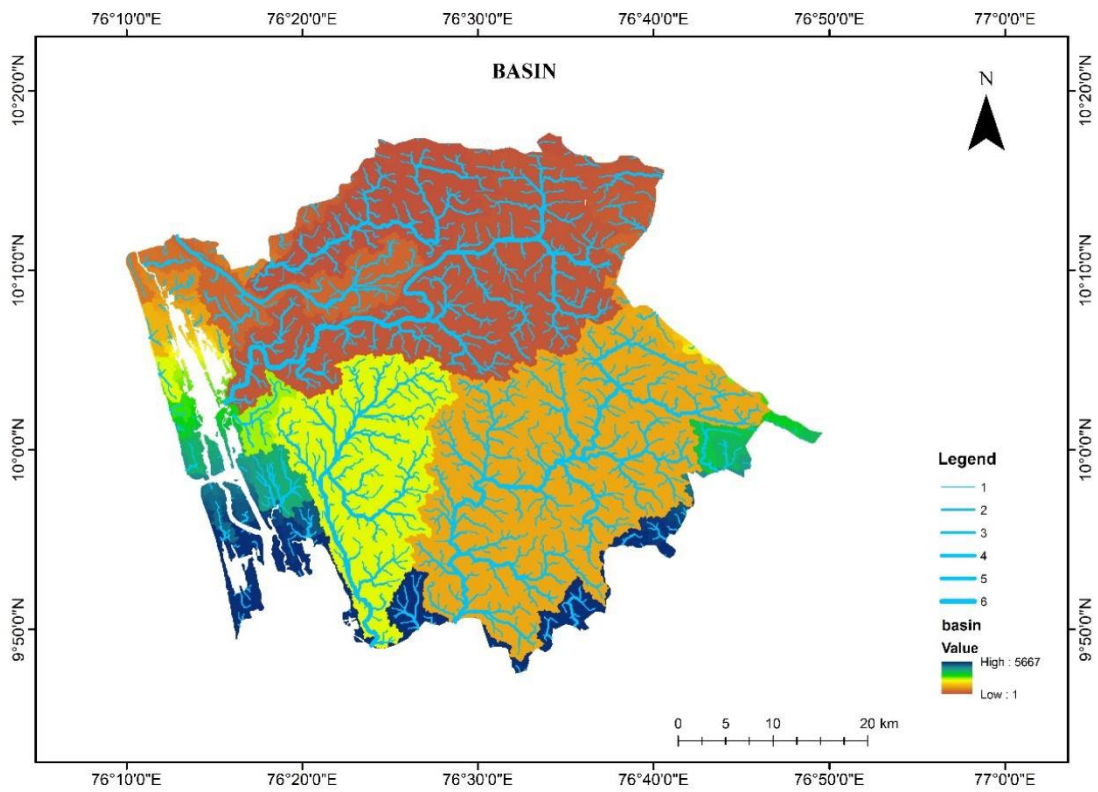 76°10'0"E 76°20'0"E 76°30'0"E 76°40'0"E 76°50'0"E 77°0'0"E
BASIN
N
10°20'0"N 10°20'0"N
10°10'0"N 10°10'0"N
10°0'0"N 10°0'0"N
9°50'0"N 9°50'0"N
Legend
1
2
3
4
5
6
basin
Value
High : 5667
Low : 1
0 5 10 20 km
76°10'0"E 76°20'0"E 76°30'0"E 76°40'0"E 76°50'0"E 77°0'0"E